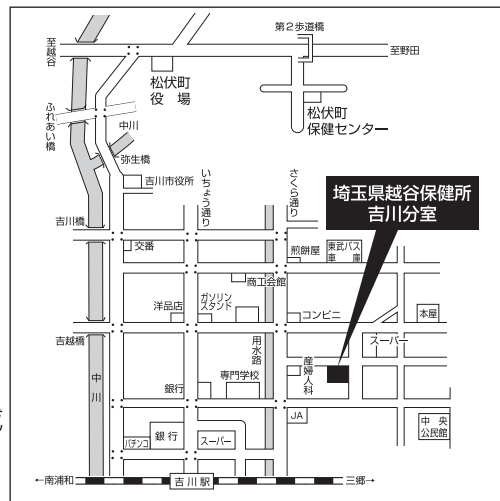 第2歩道橋
至越谷
至野田
松伏町
役場
松伏町
保健センター
ふれあい橋
中川
弥生橋
吉川市役所
いちょう通り
さくら通り
埼玉県越谷保健所
吉川分室
吉川橋
交番
煎餅屋
東武バス
車庫
商工会館
洋品店
ガソリン
スタンド
コンビニ
本屋
吉越橋
用水路
スーパー
産婦人科
中川
銀行
専門学校
JA
中央
公民館
パチンコ
銀行
スーパー
←南浦和
吉川駅
三郷→